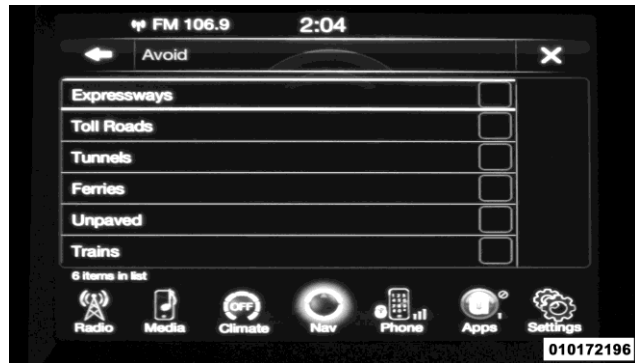 FM 106.9 2:04
Avoid
Expressways
Toll Roads
Tunnels
Ferries
Unpaved
Trains
6 Items in list
OFF
Radio Media Climate Nav Phone Apps Settings
010172196